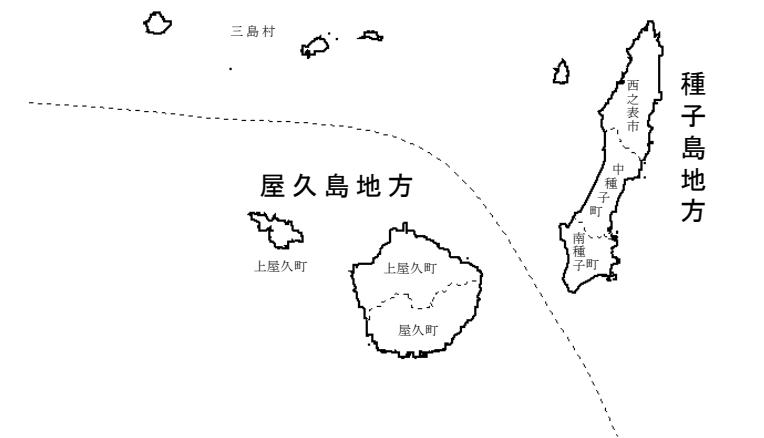 三島村
西之表市
種子島地方
中種子町
屋久島地方
南種子町
上屋久町
上屋久町
屋久町